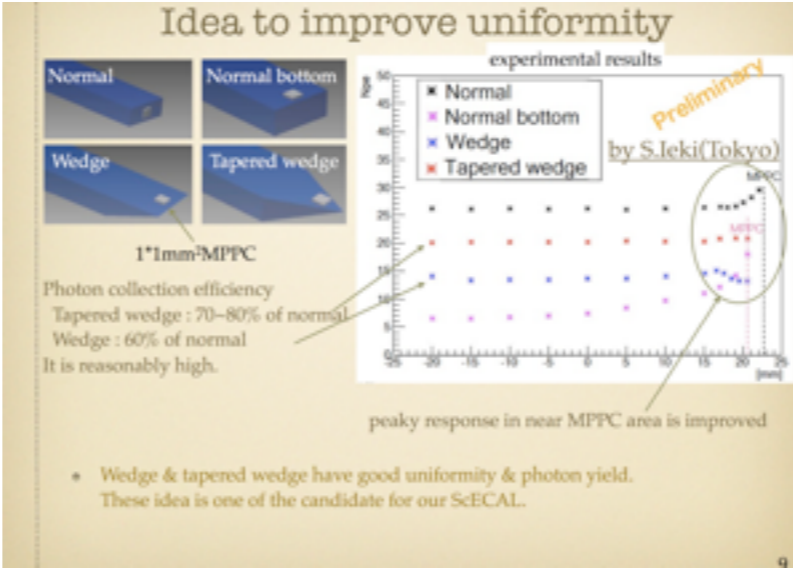 Idea to improve uniformity
Normal
Normal bottom
Wedge
Tapered wedge
1*1mm²MPPC
Photon collection efficiency
Tapered wedge : 70~80% of normal
Wedge : 60% of normal
It is reasonably high.
experimental results
Npe
50
45
40
35
30
25
20
15
10
5
0
Normal
Normal bottom
Wedge
Tapered wedge
Preliminary
by S.Ieki(Tokyo)
MPPC
MPPC
-25 -20 -15 -10 -5 0 5 10 15 20 25
[mm]
peaky response in near MPPC area is improved
Wedge & tapered wedge have good uniformity & photon yield.
These idea is one of the candidate for our ScECAL.
9